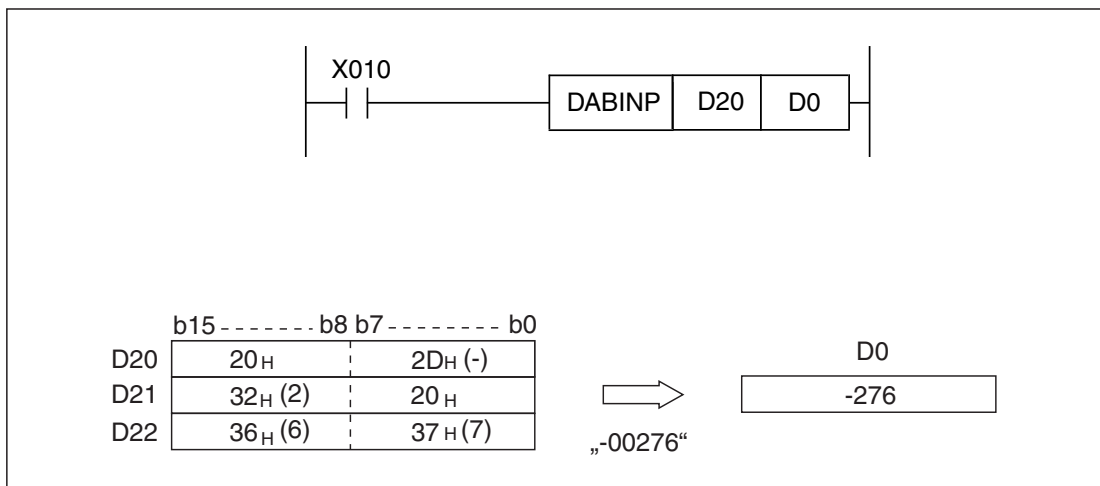 X010
DABINP D20 D0
b15 - - - - - - - b8 b7 - - - - - - - - b0
D20 20H 2DH (-)
D21 32H (2) 20H
D22 36H (6) 37H (7)
„-00276“
D0
-276